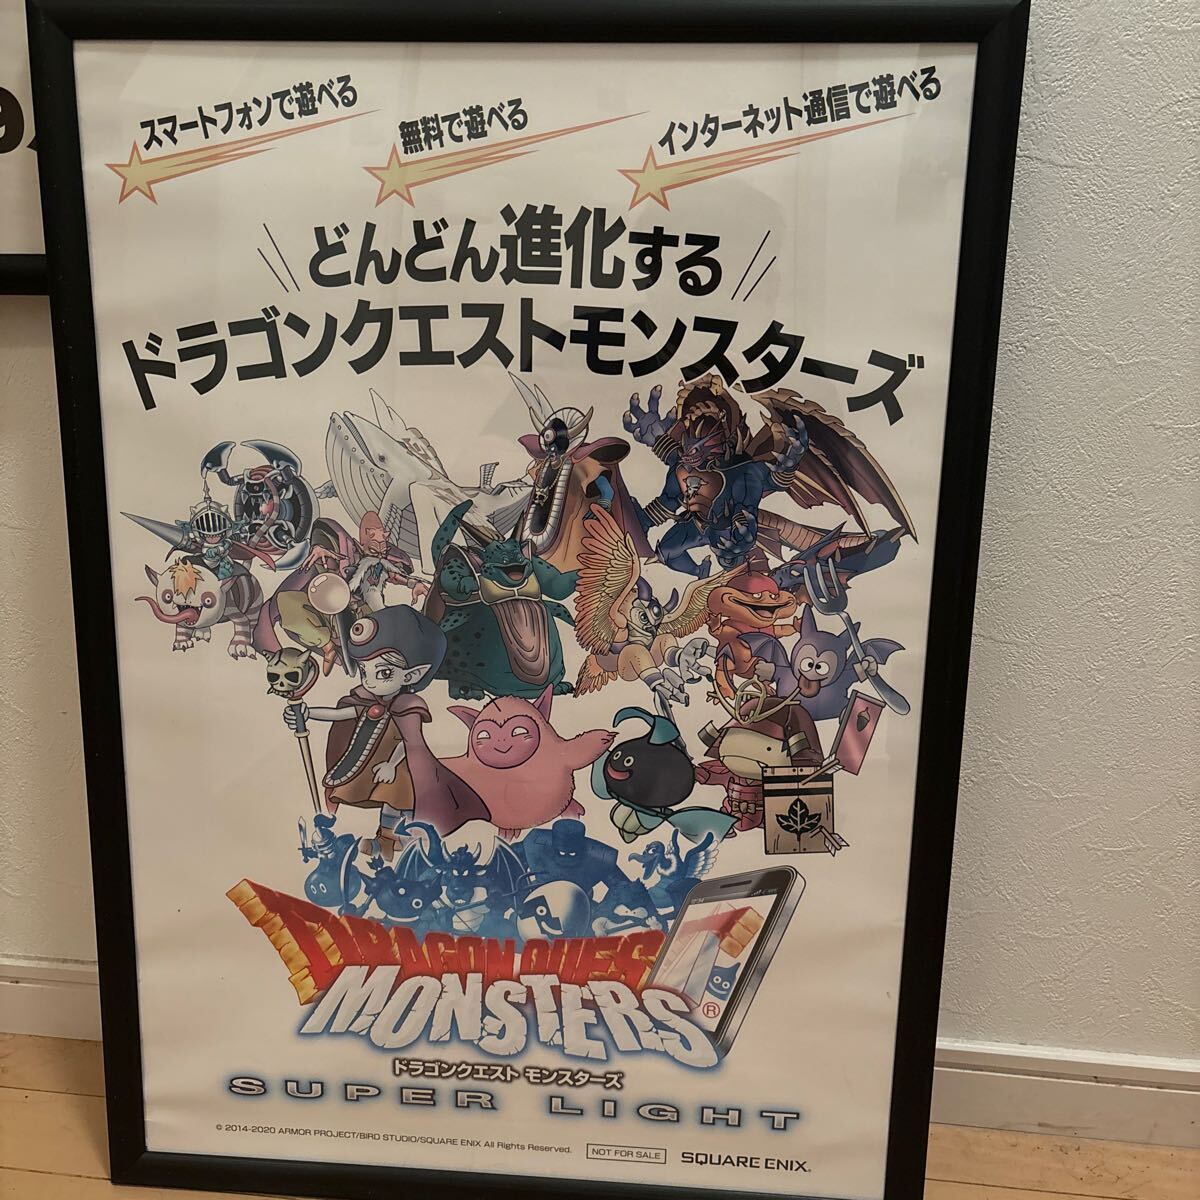 スマートフォンで遊べる
無料で遊べる
インターネット通信で遊べる
どんどん進化する
ドラゴンクエストモンスターズ
DRAGON QUEST
MONSTERS®
ドラゴンクエスト モンスターズ
SUPER LIGHT
© 2014-2020 ARMOR PROJECT/BIRD STUDIO/SQUARE ENIX All Rights Reserved.
NOT FOR SALE
SQUARE ENIX.